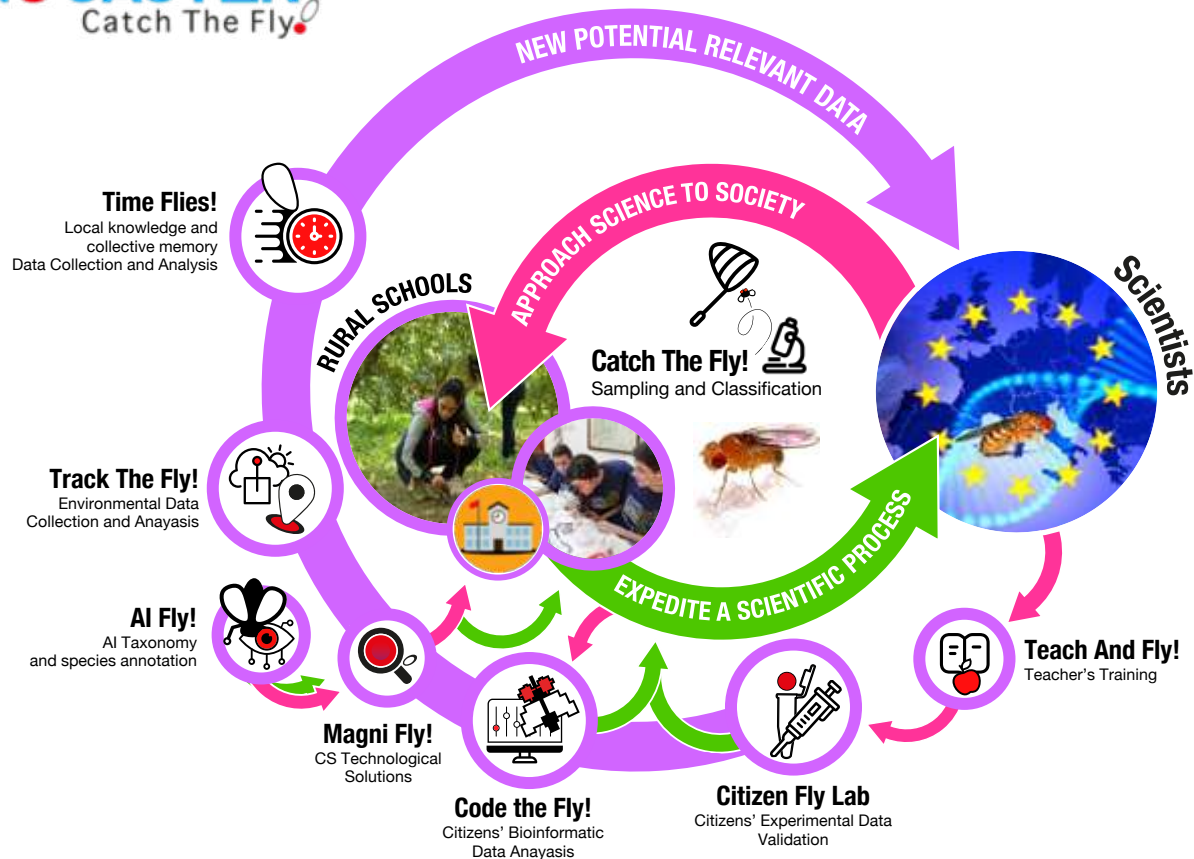 Catch The Fly
NEW POTENTIAL RELEVANT DATA
APPROACH SCIENCE TO SOCIETY
Time Flies!
Local knowledge and
collective memory
Data Collection and Analysis
RURAL SCHOOLS
Scientists
Catch The Fly!
Sampling and Classification
Track The Fly!
Environmental Data
Collection and Anayasis
EXPEDITE A SCIENTIFIC PROCESS
AI Fly!
AI Taxonomy
and species annotation
Teach And Fly!
Teacher's Training
Magni Fly!
CS Technological
Solutions
Code the Fly!
Citizens' Bioinformatic
Data Anayasis
Citizen Fly Lab
Citizens' Experimental Data
Validation